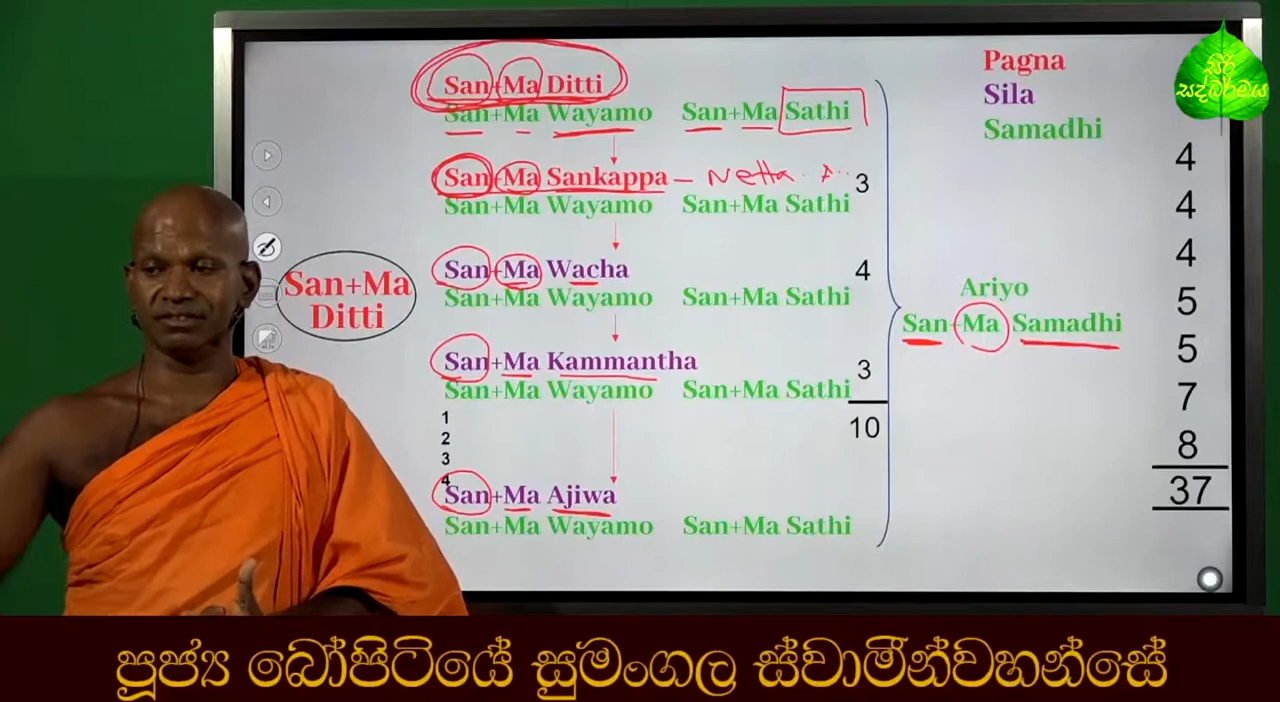 San+Ma Ditti
San+Ma Wayamo San+Ma Sathi
San+Ma Sankappa – Netta
3
San+Ma Wayamo San+Ma Sathi
San+Ma Wacha
4
San+Ma Wayamo San+Ma Sathi
San+Ma Kammantha
3
San+Ma Wayamo San+Ma Sathi
10
1
2
3
4
San+Ma Ajiwa
San+Ma Wayamo San+Ma Sathi
San+Ma
Ditti
Ariyo
San+Ma Samadhi
Pagna
Sila
Samadhi
4
4
4
5
5
7
8
37
සිරි
සද්ධර්මය
පූජ්‍ය බෝපිටියේ සුමංගල ස්වාමීන්වහන්සේ